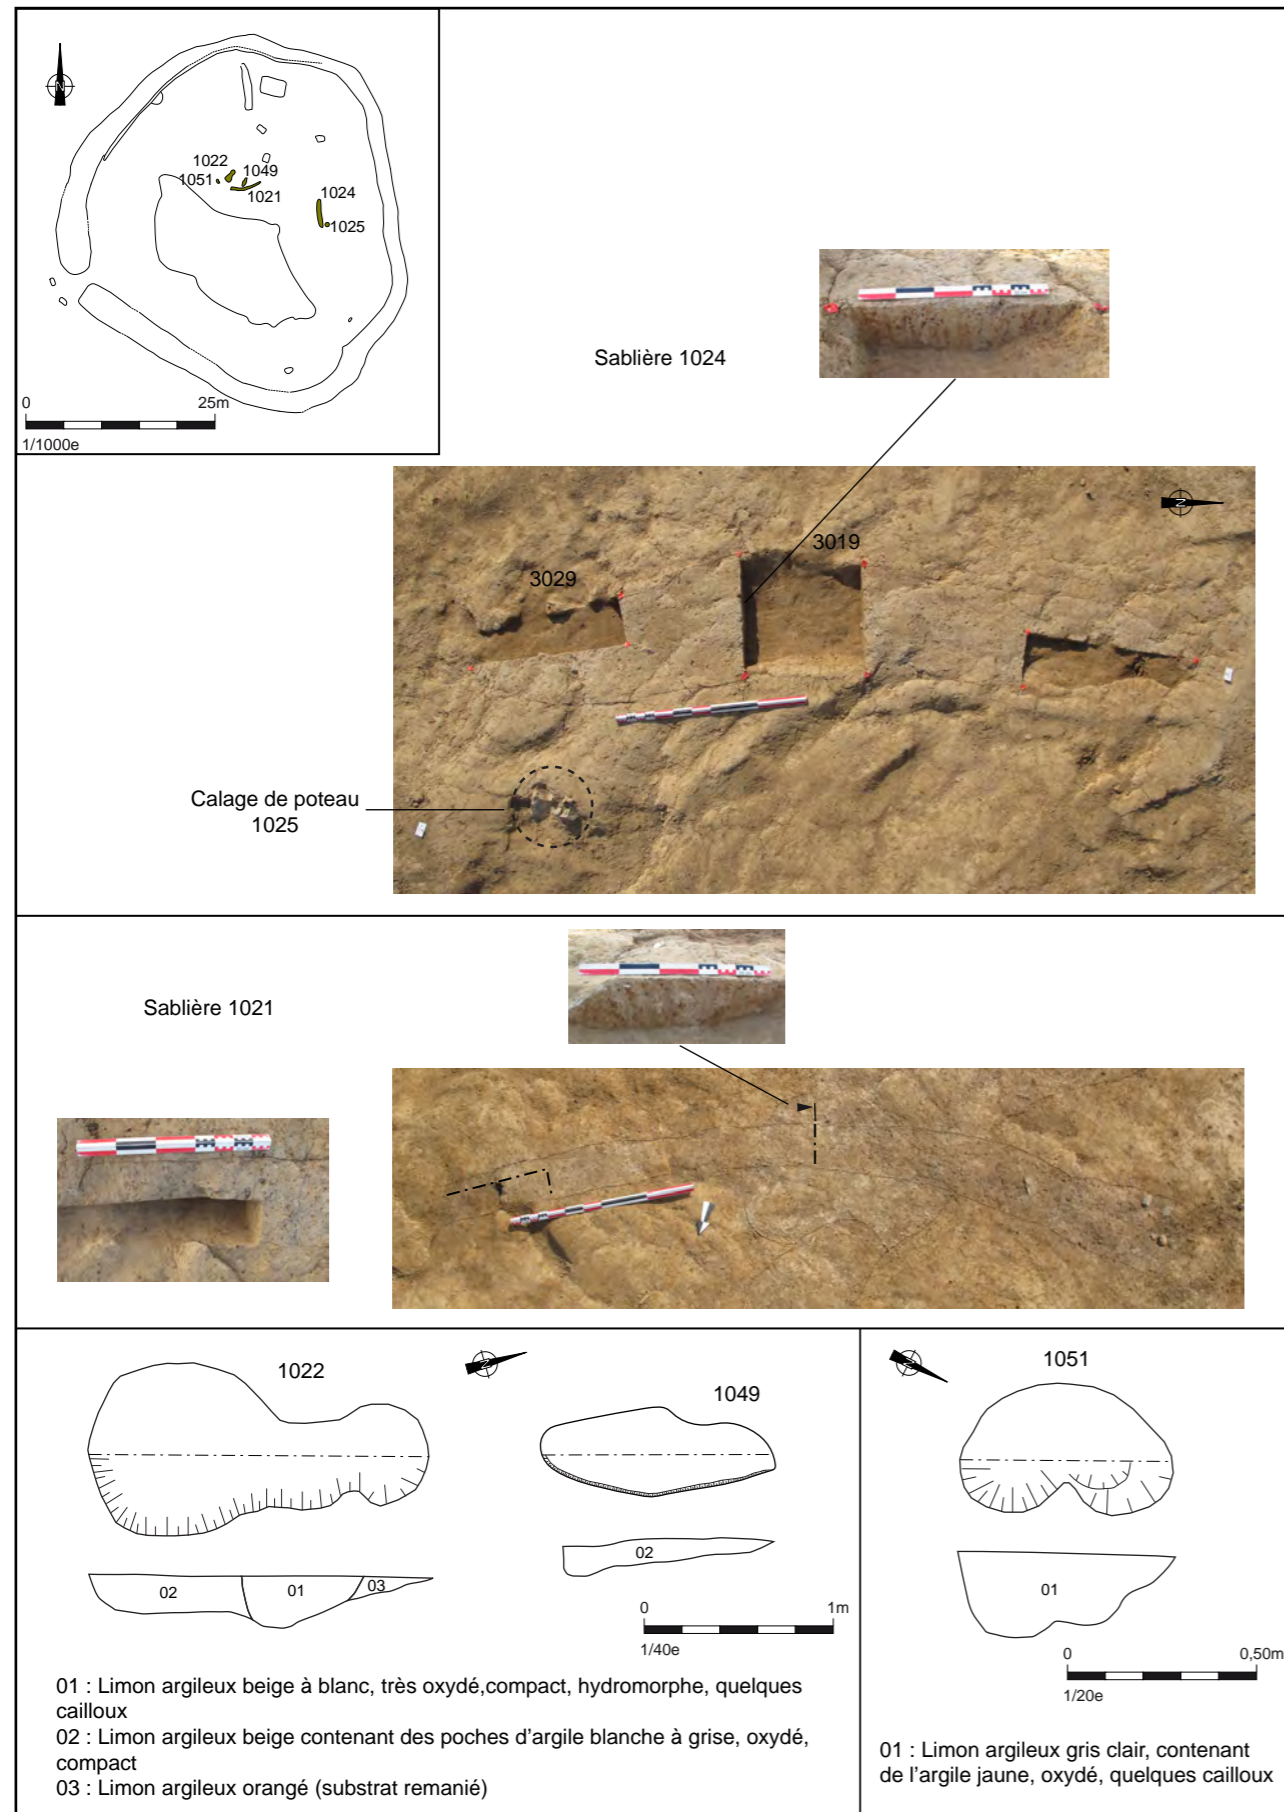 N
1022
1049
1051
1021
1024
1025
0 25m
1/1000e
Sablière 1024
N
3019
3029
Calage de poteau
1025
Sablière 1021
1022
N
1049
02
01
03
02
0 1m
1/40e
01 : Limon argileux beige à blanc, très oxydé,compact, hydromorphe, quelques
cailloux
02 : Limon argileux beige contenant des poches d'argile blanche à grise, oxydé,
compact
03 : Limon argileux orangé (substrat remanié)
N
1051
01
0 0,50m
1/20e
01 : Limon argileux gris clair, contenant
de l'argile jaune, oxydé, quelques cailloux